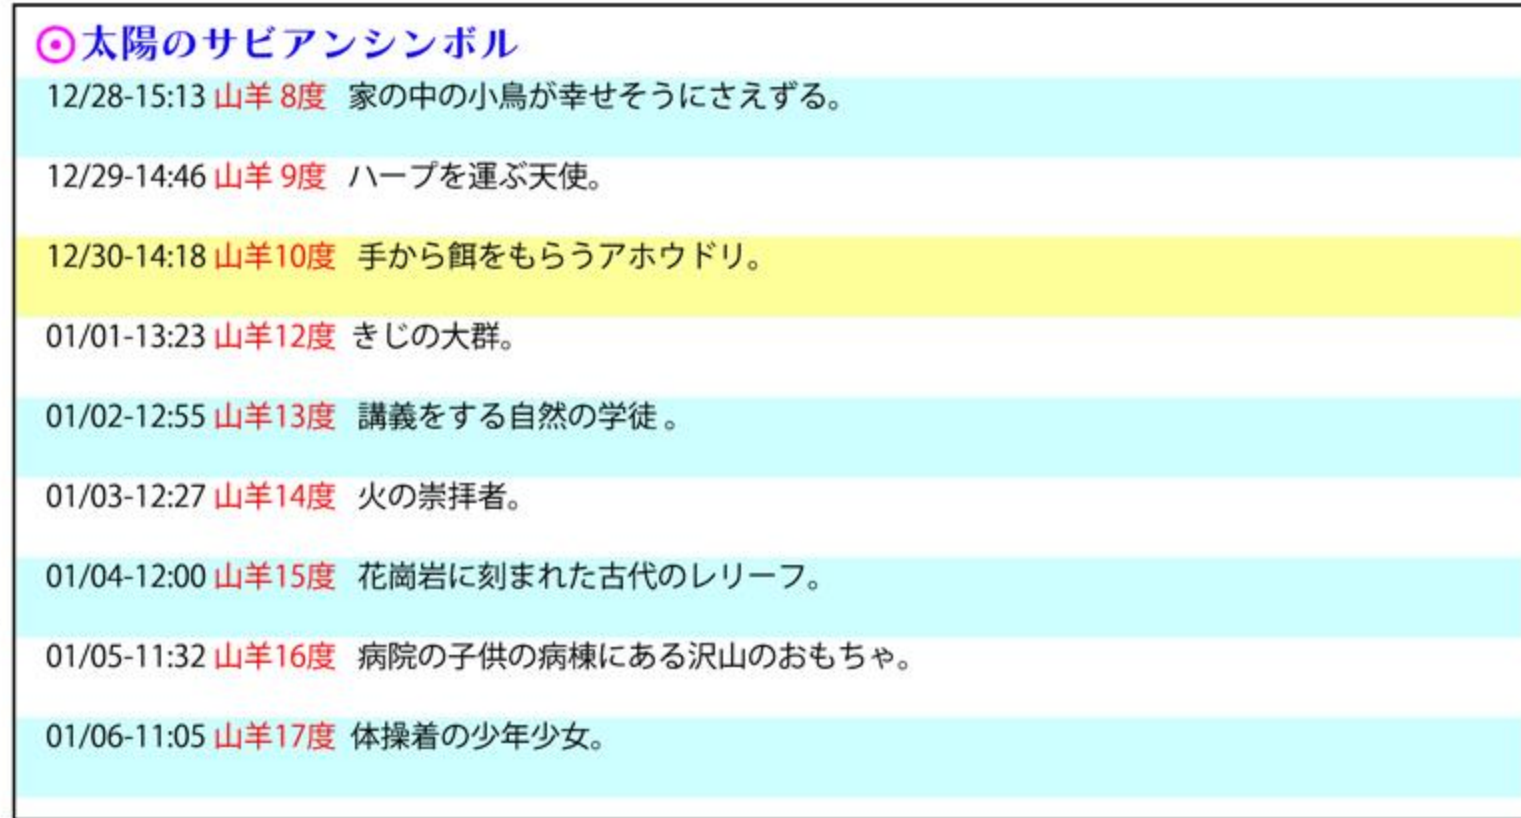 ☉太陽のサビアンシンボル
12/28-15:13 山羊 8度 家の中の小鳥が幸せそうにさえずる。
12/29-14:46 山羊 9度 ハープを運ぶ天使。
12/30-14:18 山羊10度 手から餌をもらうアホウドリ。
01/01-13:23 山羊12度 きじの大群。
01/02-12:55 山羊13度 講義をする自然の学徒 。
01/03-12:27 山羊14度 火の崇拝者。
01/04-12:00 山羊15度 花崗岩に刻まれた古代のレリーフ。
01/05-11:32 山羊16度 病院の子供の病棟にある沢山のおもちゃ。
01/06-11:05 山羊17度 体操着の少年少女。